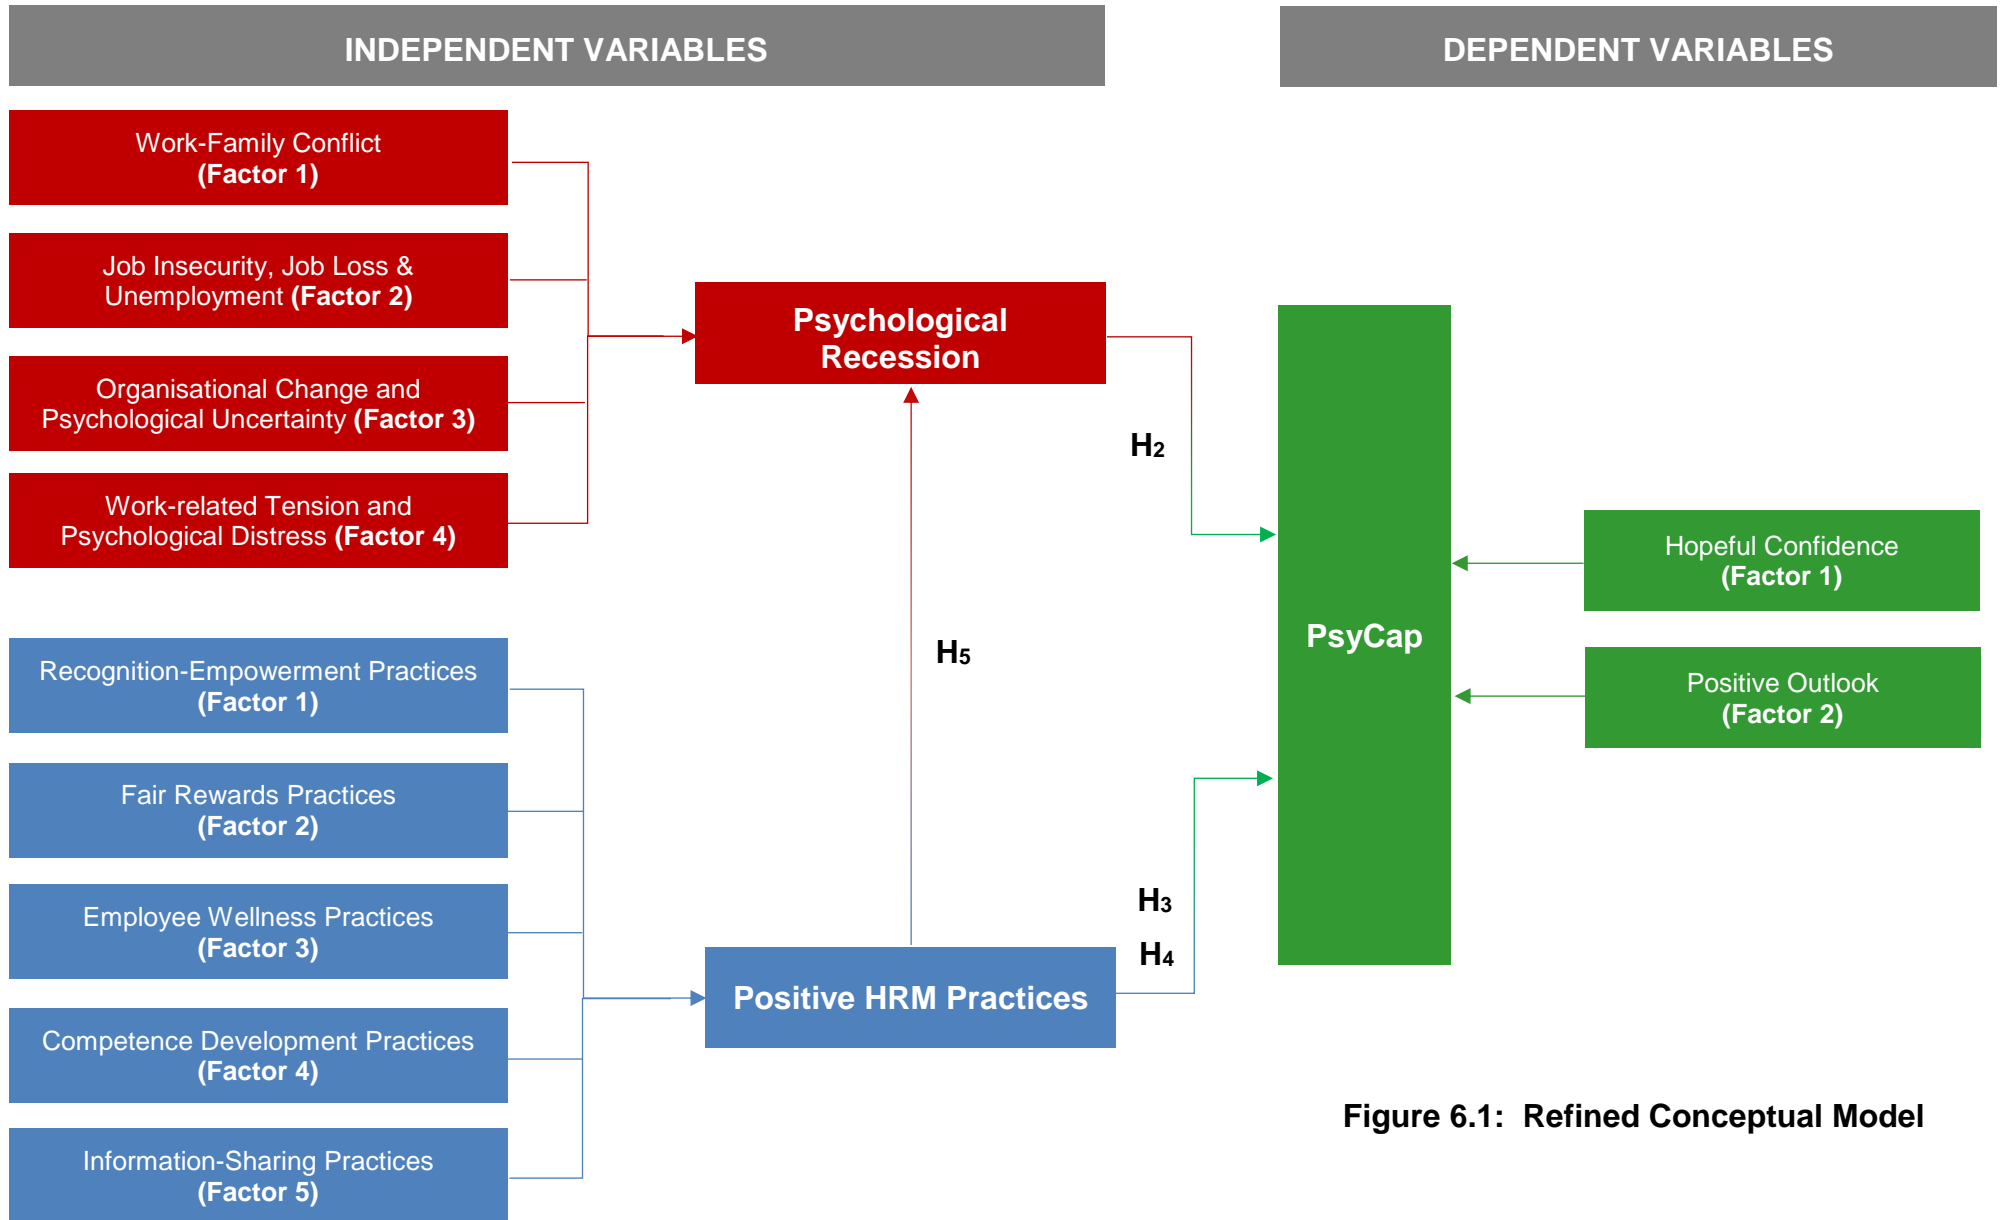 INDEPENDENT VARIABLES
DEPENDENT VARIABLES
Work-Family Conflict
(Factor 1)
Job Insecurity, Job Loss &
Unemployment (Factor 2)
Organisational Change and
Psychological Uncertainty (Factor 3)
Work-related Tension and
Psychological Distress (Factor 4)
Psychological
Recession
H2
H5
PsyCap
Hopeful Confidence
(Factor 1)
Positive Outlook
(Factor 2)
Recognition-Empowerment Practices
(Factor 1)
Fair Rewards Practices
(Factor 2)
Employee Wellness Practices
(Factor 3)
Competence Development Practices
(Factor 4)
Information-Sharing Practices
(Factor 5)
Positive HRM Practices
H3
H4
Figure 6.1: Refined Conceptual Model